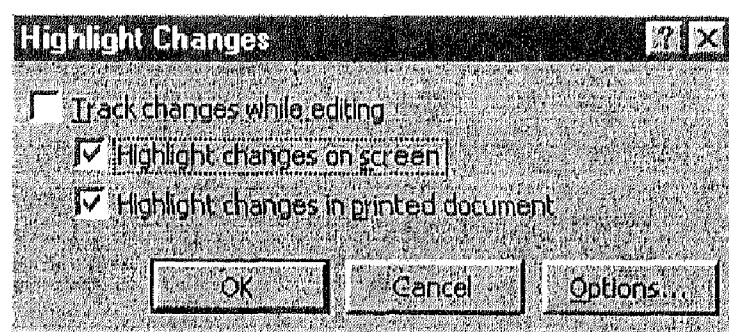 Highlight Changes
Track changes while editing
Highlight changes on screen
Highlight changes in printed document
OK Cancel Options...